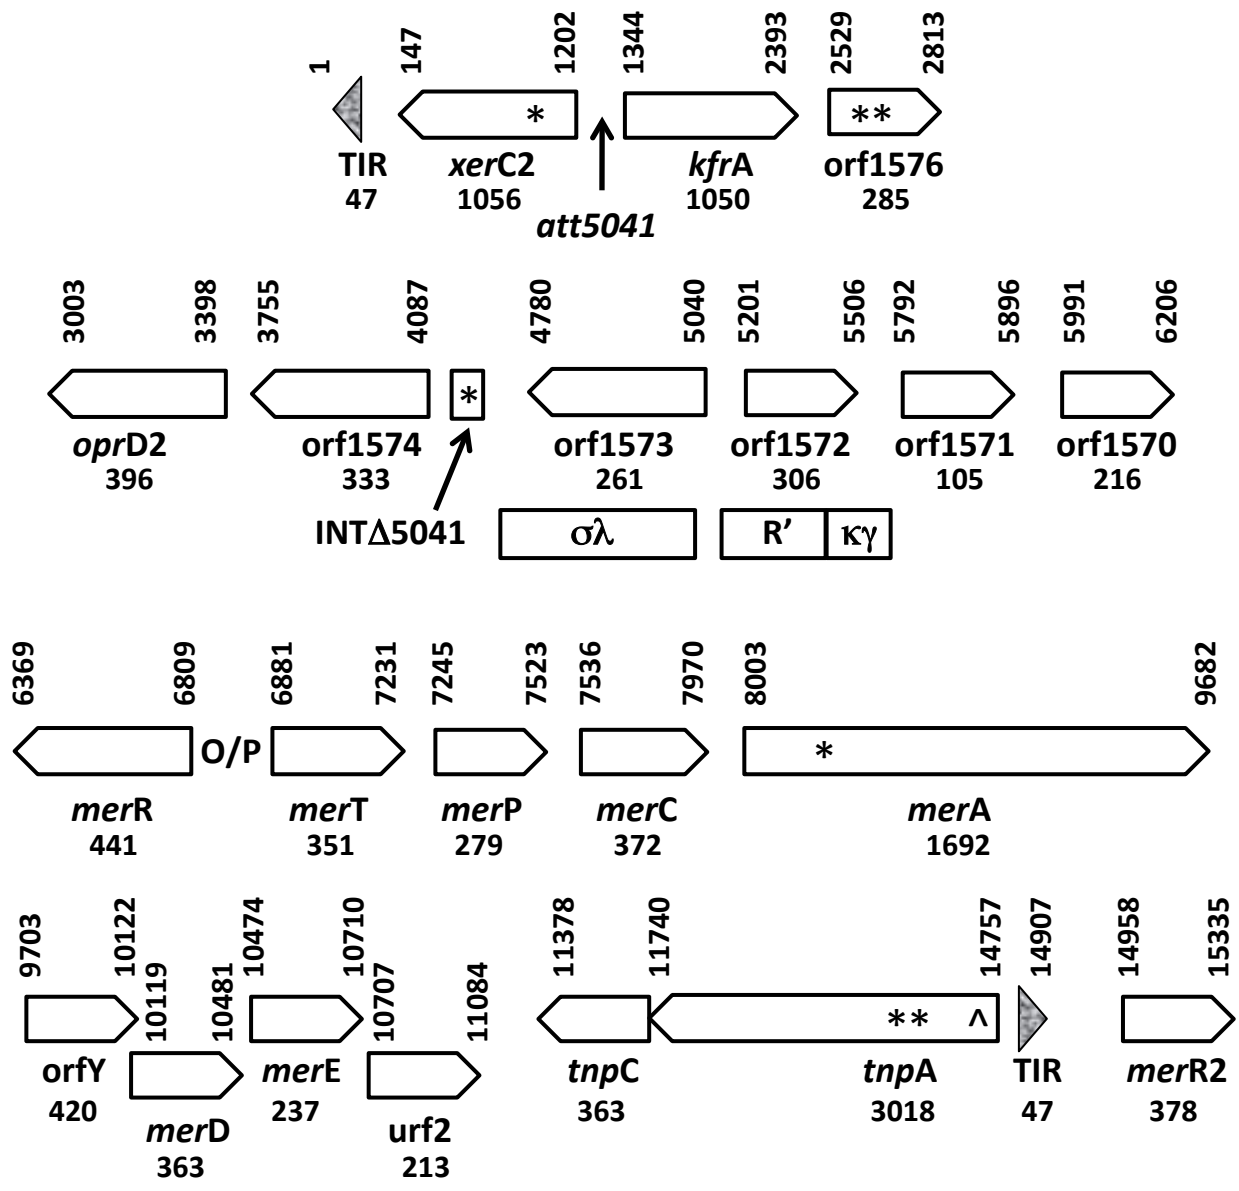 1 147 1202 1344 2393 2529 2813
* **
TIR xerC2 kfrA orf1576
47 1056 1050 285
att5041
3003 3398 3755 4087 4780 5040 5201 5506 5792 5896 5991 6206
*
oprD2 orf1574 orf1573 orf1572 orf1571 orf1570
396 333 261 306 105 216
INTΔ5041 σλ R’ κγ
6369 6809 6881 7231 7245 7523 7536 7970 8003 9682
O/P *
merR merT merP merC merA
441 351 279 372 1692
9703 10122 10474 10710 11378 11740 14757 14907 14958 15335
10119 10481 10707 11084
** ^
orfY merE tnpC tnpA TIR merR2
420 237 363 3018 47 378
merD urf2
363 213